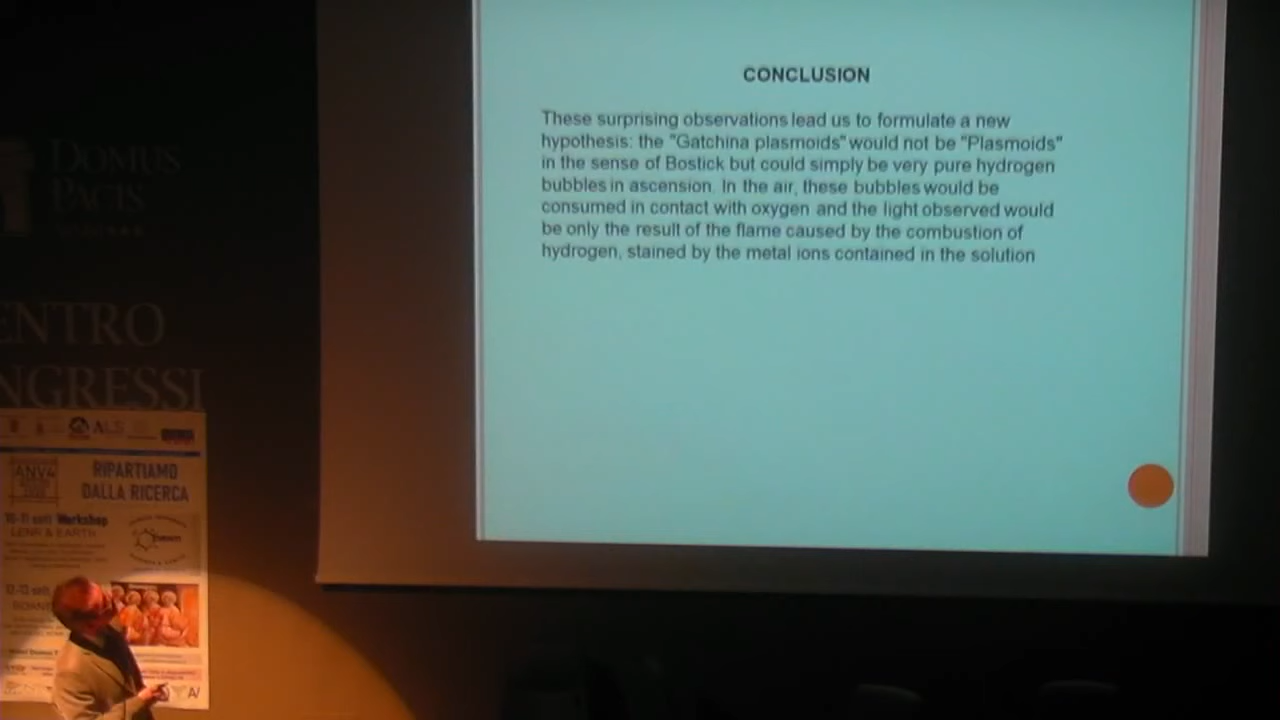 CONCLUSION
These surprising observations lead us to formulate a new
hypothesis: the "Gatchina plasmoids" would not be "Plasmoids"
in the sense of Bostick but could simply be very pure hydrogen
bubbles in ascension. In the air, these bubbles would be
consumed in contact with oxygen and the light observed would
be only the result of the flame caused by the combustion of
hydrogen, stained by the metal ions contained in the solution
DOMUS
PACIS
ENTRO
NGRESSI
ALS
ANV4
RIPARTIAMO
DALLA RICERCA
Workshop
LENR & EARTH